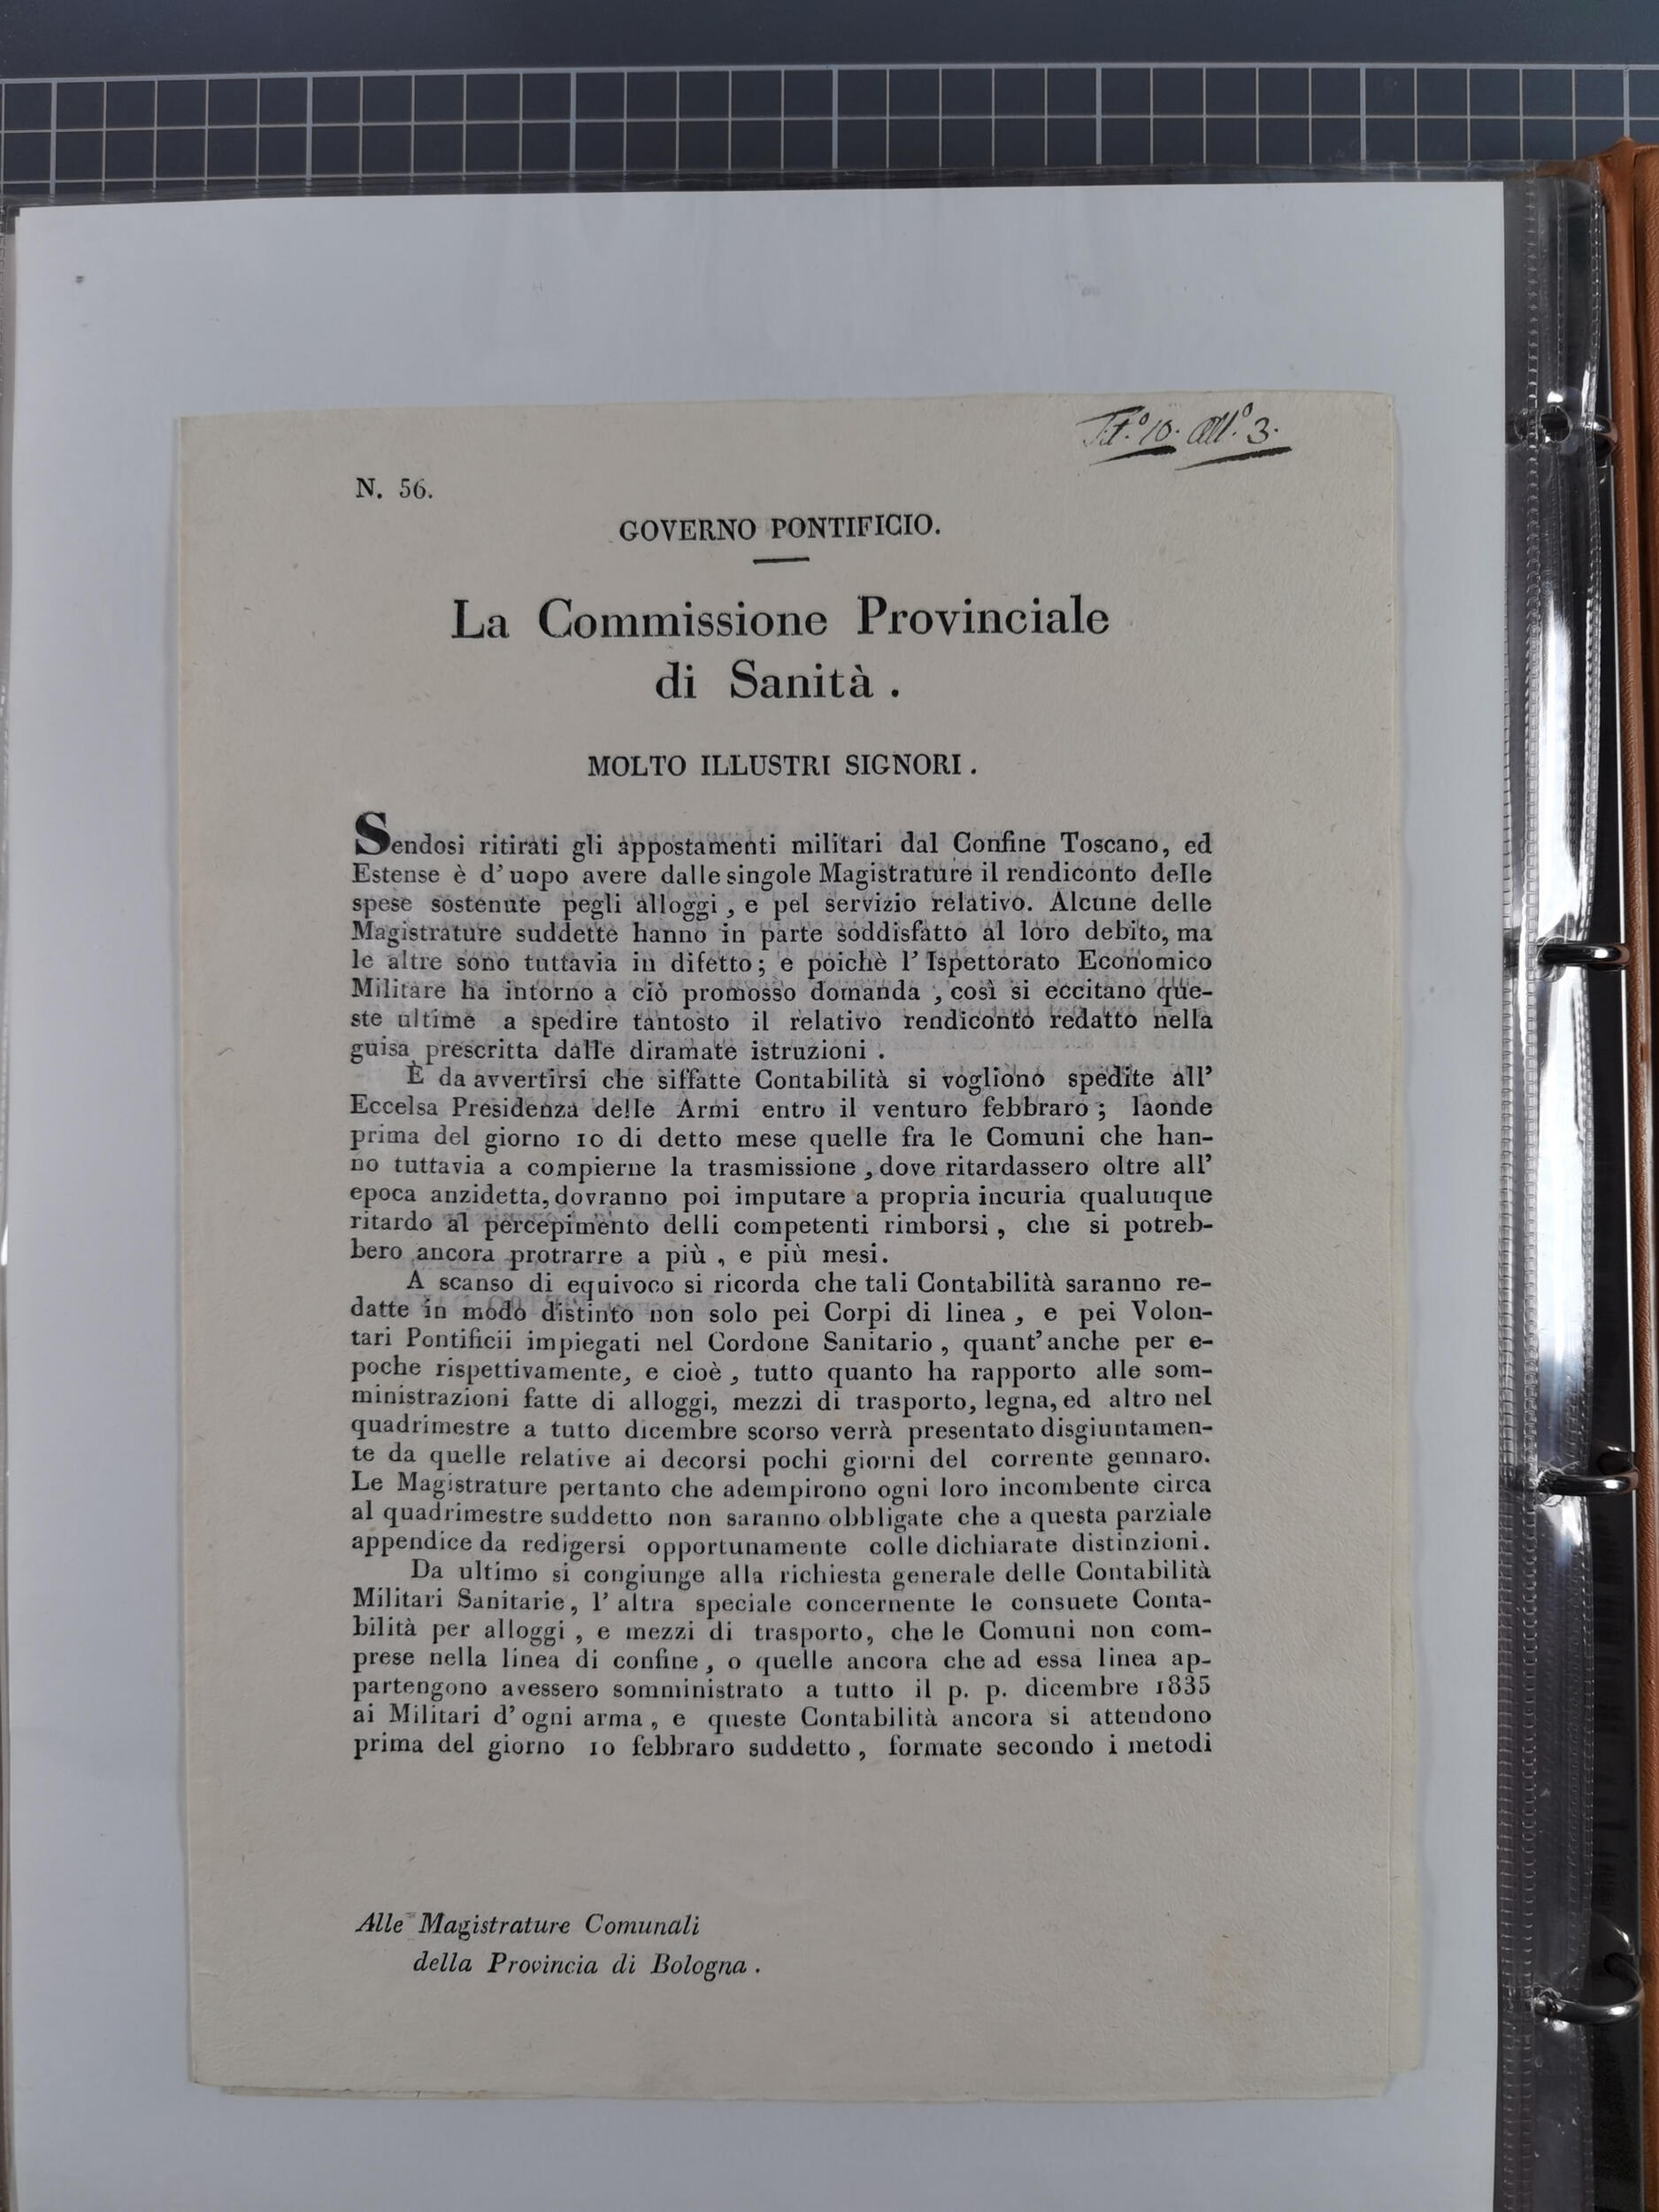 Tit.º 10. Art.º 3.
N. 56.
GOVERNO PONTIFICIO.
La Commissione Provinciale
di Sanità .
MOLTO ILLUSTRI SIGNORI .
Sendosi ritirati gli appostamenti militari dal Confine Toscano, ed
Estense è d' uopo avere dalle singole Magistrature il rendiconto delle
spese sostenute pegli alloggi , e pel servizio relativo. Alcune delle
Magistrature suddette hanno in parte soddisfatto al loro debito, ma
le altre sono tuttavia in difetto ; e poichè l' Ispettorato Economico
Militare ha intorno a ciò promosso domanda , così si eccitano que-
ste ultime a spedire tantosto il relativo rendiconto redatto nella
guisa prescritta dalle diramate istruzioni .
È da avvertirsi che siffatte Contabilità si vogliono spedite all'
Eccelsa Presidenza delle Armi entro il venturo febbraro ; laonde
prima del giorno 10 di detto mese quelle fra le Comuni che han-
no tuttavia a compierne la trasmissione , dove ritardassero oltre all'
epoca anzidetta, dovranno poi imputare a propria incuria qualunque
ritardo al percepimento delli competenti rimborsi , che si potreb-
bero ancora protrarre a più , e più mesi.
A scanso di equivoco si ricorda che tali Contabilità saranno re-
datte in modo distinto non solo pei Corpi di linea , e pei Volon-
tari Pontificii impiegati nel Cordone Sanitario , quant' anche per e-
poche rispettivamente, e cioè , tutto quanto ha rapporto alle som-
ministrazioni fatte di alloggi, mezzi di trasporto, legna, ed altro nel
quadrimestre a tutto dicembre scorso verrà presentato disgiuntamen-
te da quelle relative ai decorsi pochi giorni del corrente gennaro.
Le Magistrature pertanto che adempirono ogni loro incombente circa
al quadrimestre suddetto non saranno obbligate che a questa parziale
appendice da redigersi opportunamente colle dichiarate distinzioni .
Da ultimo si congiunge alla richiesta generale delle Contabilità
Militari Sanitarie, l' altra speciale concernente le consuete Conta-
bilità per alloggi , e mezzi di trasporto, che le Comuni non com-
prese nella linea di confine , o quelle ancora che ad essa linea ap-
partengono avessero somministrato a tutto il p. p. dicembre 1835
ai Militari d' ogni arma , e queste Contabilità ancora si attendono
prima del giorno 10 febbraro suddetto , formate secondo i metodi
Alle Magistrature Comunali
della Provincia di Bologna .